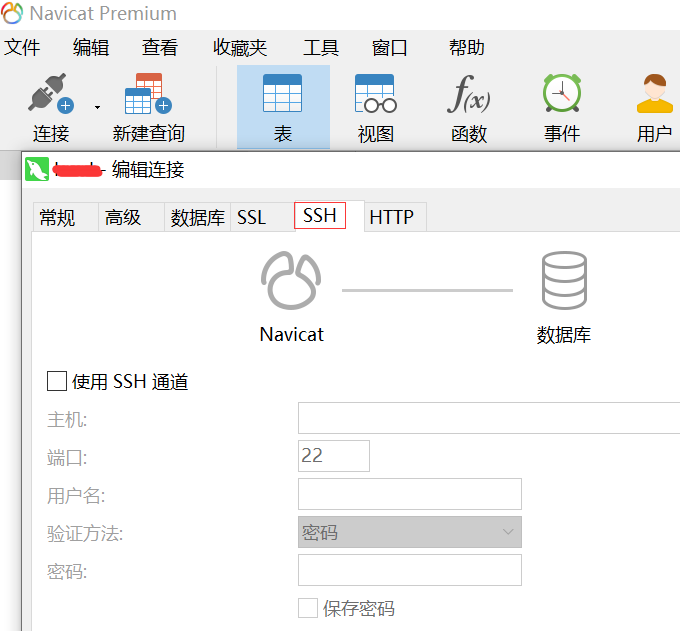 Navicat Premium
文件 编辑 查看 收藏夹 工具 窗口 帮助
连接 新建查询 表 视图 f(x) 函数 事件 用户
- 编辑连接
常规 高级 数据库 SSL SSH HTTP
Navicat 数据库
使用 SSH 通道
主机:
端口: 22
用户名:
验证方法: 密码
密码:
保存密码